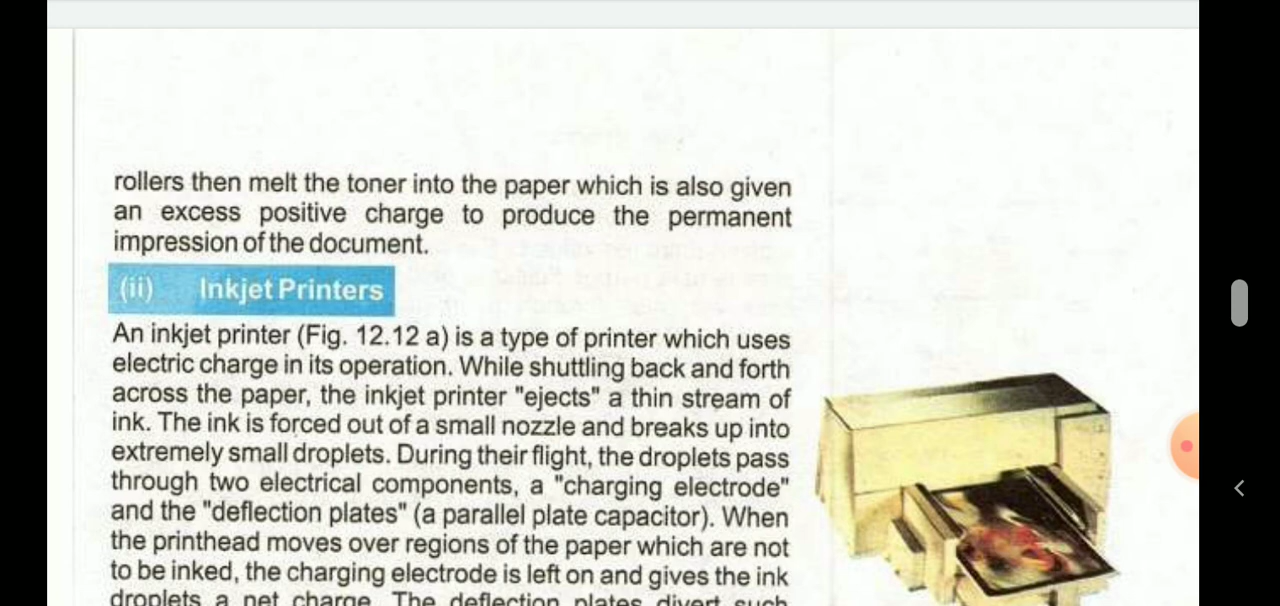 rollers then melt the toner into the paper which is also given
an excess positive charge to produce the permanent
impression of the document.
(ii) Inkjet Printers
An inkjet printer (Fig. 12.12 a) is a type of printer which uses
electric charge in its operation. While shuttling back and forth
across the paper, the inkjet printer "ejects" a thin stream of
ink. The ink is forced out of a small nozzle and breaks up into
extremely small droplets. During their flight, the droplets pass
through two electrical components, a "charging electrode"
and the "deflection plates" (a parallel plate capacitor). When
the printhead moves over regions of the paper which are not
to be inked, the charging electrode is left on and gives the ink
droplets a net charge. The deflection plates divert such